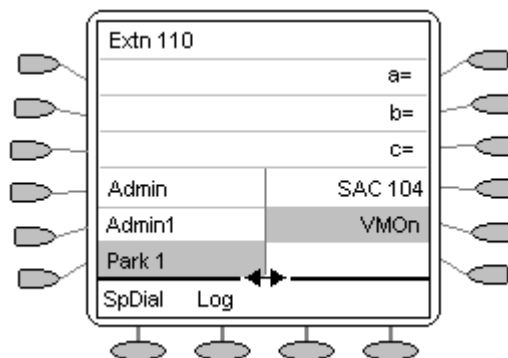 Extn 110
a=
b=
c=
Admin SAC 104
Admin1 VMOn
Park 1
SpDial Log